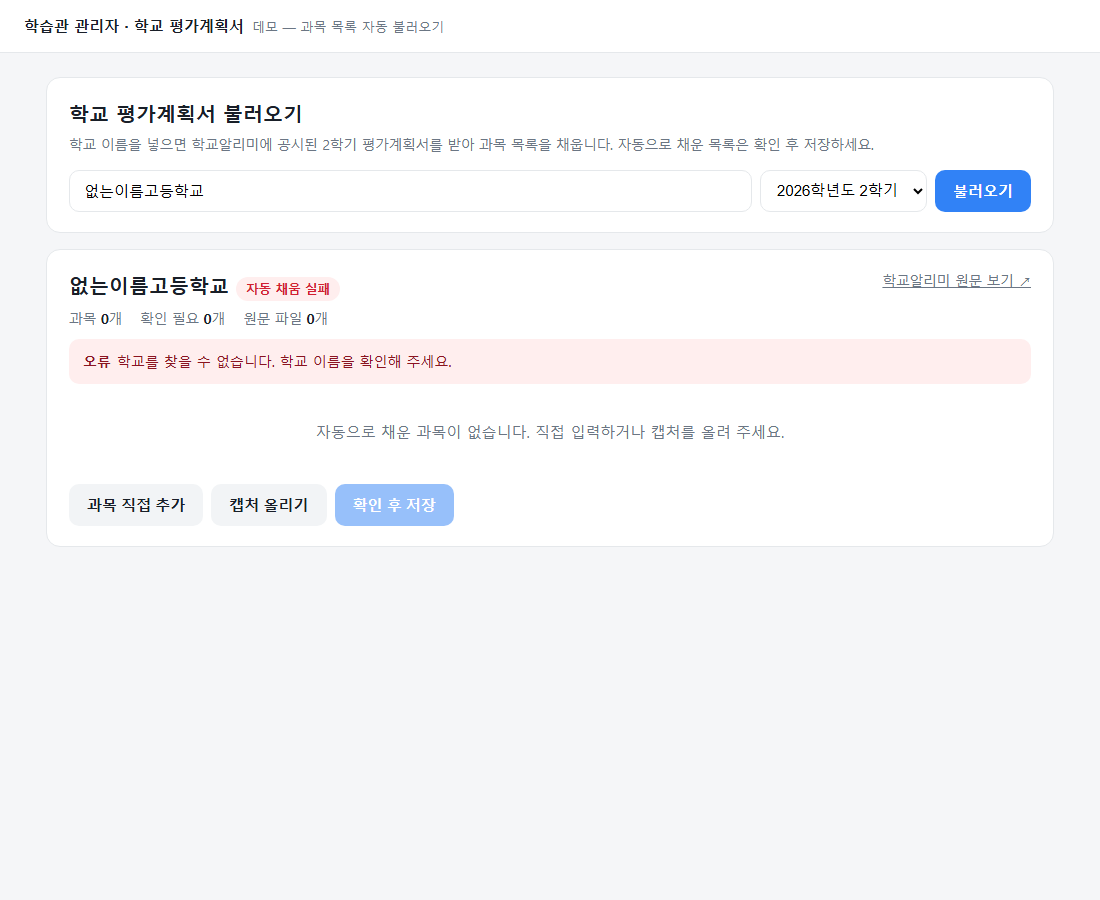 학습관 관리자 · 학교 평가계획서 데모 — 과목 목록 자동 불러오기
학교 평가계획서 불러오기
학교 이름을 넣으면 학교알리미에 공시된 2학기 평가계획서를 받아 과목 목록을 채웁니다. 자동으로 채운 목록은 확인 후 저장하세요.
없는이름고등학교 2026학년도 2학기 불러오기
없는이름고등학교 자동 채움 실패 학교알리미 원문 보기 ↗
과목 0개 확인 필요 0개 원문 파일 0개
오류 학교를 찾을 수 없습니다. 학교 이름을 확인해 주세요.
자동으로 채운 과목이 없습니다. 직접 입력하거나 캡처를 올려 주세요.
과목 직접 추가 캡처 올리기 확인 후 저장